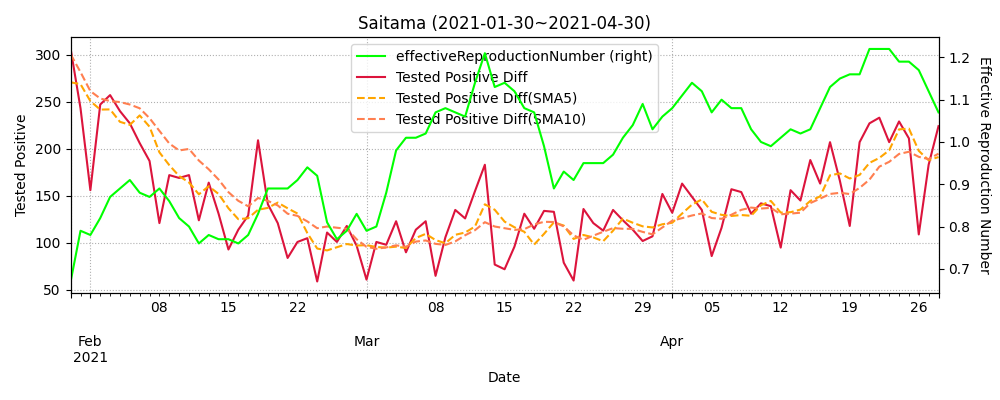 Saitama (2021-01-30~2021-04-30)
effectiveReproductionNumber (right)
Tested Positive Diff
Tested Positive Diff(SMA5)
Tested Positive Diff(SMA10)
Tested Positive
300
250
200
150
100
50
1.2
1.1
1.0
0.9
0.8
0.7
Effective Reproduction Number
08 15 22 08 15 22 29 05 12 19 26
Feb Mar Apr
2021
Date